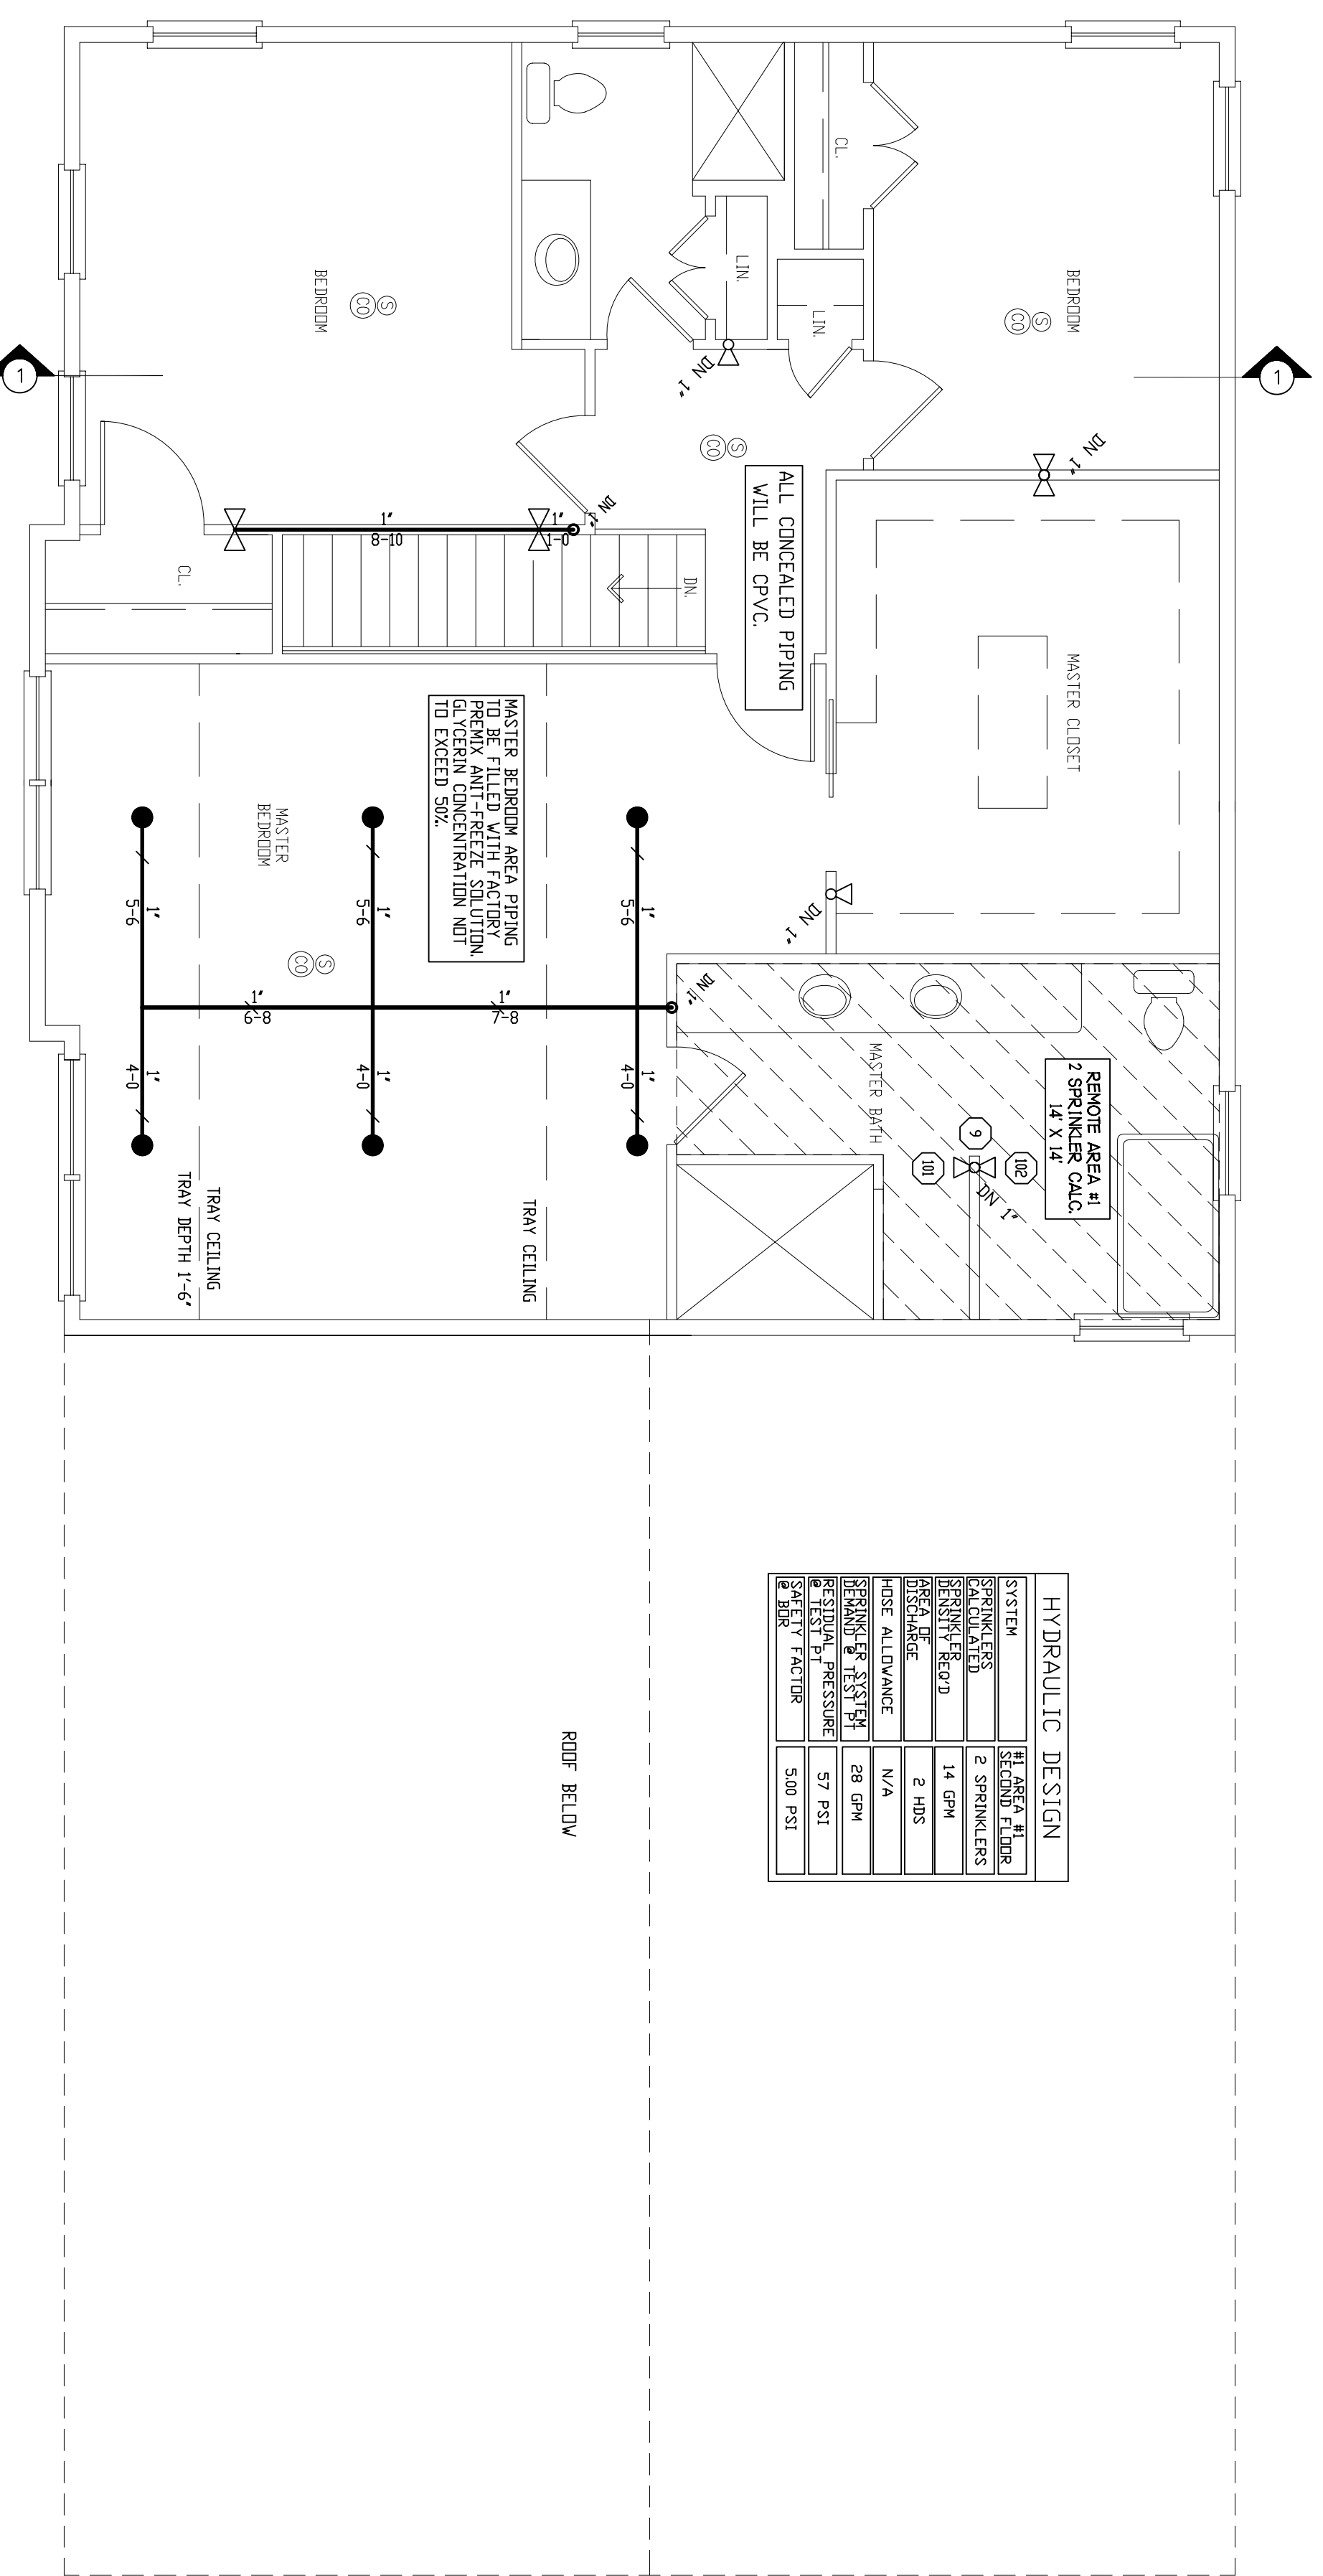 HYDRAULIC DESIGN
SYSTEM
#1 AREA #1
SECOND FLOOR
SPRINKLERS
CALCULATED
2 SPRINKLERS
SPRINKLER
DENSITY REQ'D
14 GPM
AREA OF
DISCHARGE
2 HDS
HOSE ALLOWANCE
N/A
SPRINKLER SYSTEM
DEMAND @ TEST PT
28 GPM
RESIDUAL PRESSURE
@ TEST PT
57 PSI
SAFETY FACTOR
@ BOR
5.00 PSI
ROOF BELOW
1
BEDROOM
S
CO
DN 1"
CL.
LIN.
LIN.
DN 1"
S
CO
ALL CONCEALED PIPING
WILL BE CPVC.
MASTER CLOSET
DN 1"
REMOTE AREA #1
2 SPRINKLER CALC.
14' X 14'
102
9
101
DN 1"
MASTER BATH
DN 1"
DN.
DN 1"
1"
1-0
1"
8-10
BEDROOM
S
CO
1
CL.
MASTER BEDROOM AREA PIPING
TO BE FILLED WITH FACTORY
PREMIX ANIT-FREEZE SOLUTION.
GLYCERIN CONCENTRATION NOT
TO EXCEED 50%.
1"
5-6
1"
4-0
1"
7-8
TRAY CEILING
1"
5-6
1"
4-0
S
CO
MASTER
BEDROOM
1"
6-8
TRAY CEILING
TRAY DEPTH 1'-6"
1"
5-6
1"
4-0